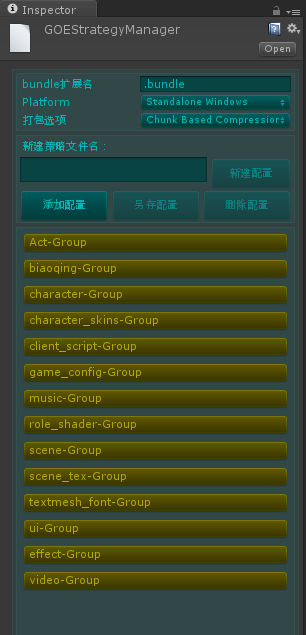 Inspector
GOEStrategyManager
Open
bundle扩展名 .bundle
Platform Standalone Windows
打包选项 Chunk Based Compression
新建策略文件名：
新建配置
添加配置 另存配置 删除配置
Act-Group
biaoqing-Group
character-Group
character_skins-Group
client_script-Group
game_config-Group
music-Group
role_shader-Group
scene-Group
scene_tex-Group
textmesh_font-Group
ui-Group
effect-Group
video-Group